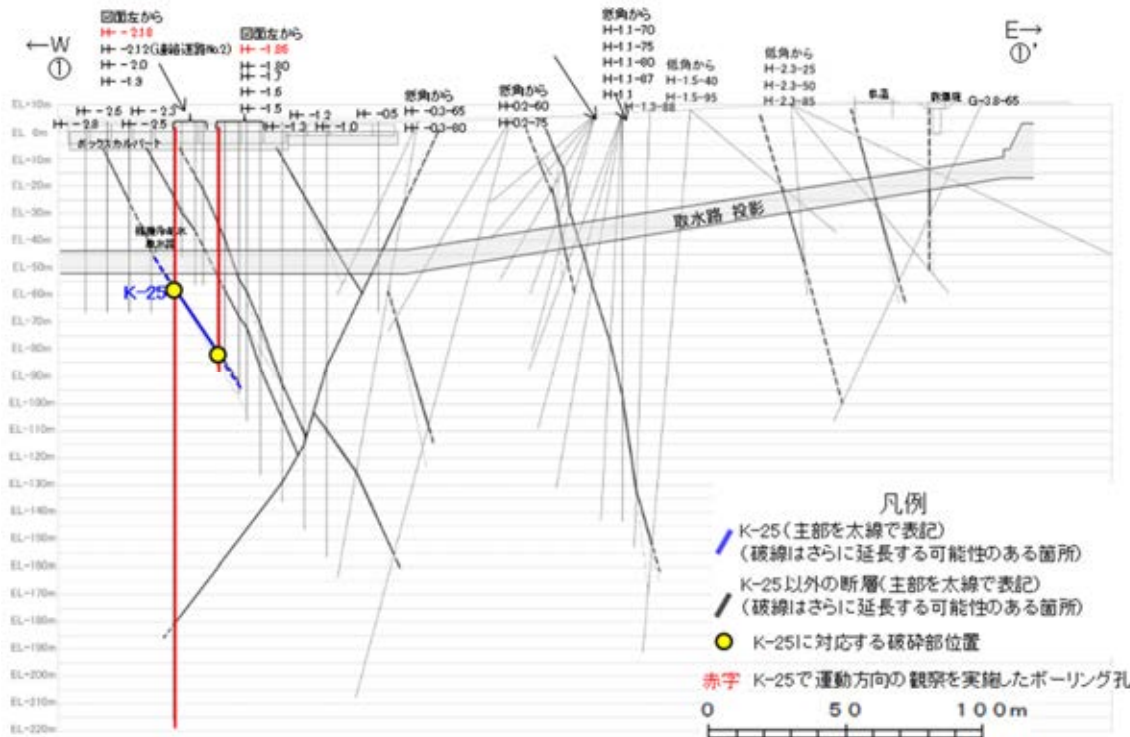 ←W
①
図面左から
H- -2.18
H- -2.12(G連絡通路No.2)
H- -2.0
H- -1.9
図面左から
H- -1.86
H- -1.80
H- -1.7
H- -1.6
H- -1.5
低角から
H-1.1-70
H-1.1-75
H-1.1-80
H-1.1-87
H-1.1
H-1.3-88
低角から
H-1.5-40
H-1.5-95
低角から
H-2.3-25
H-2.3-50
H-2.3-85
E→
①'
G-3.8-65
H- -2.6
H- -2.3
H- -2.8
H- -2.5
H- -1.3
H- -1.2
H- -1.0
H- -0.5
低角から
H- -0.3-65
H- -0.3-80
低角から
H-0.2-60
H-0.2-75
ボックスカルバート
EL+10m
EL 0m
EL-10m
EL-20m
EL-30m
EL-40m
EL-50m
EL-60m
EL-70m
EL-80m
EL-90m
EL-100m
EL-110m
EL-120m
EL-130m
EL-140m
EL-150m
EL-160m
EL-170m
EL-180m
EL-190m
EL-200m
EL-210m
EL-220m
K-25
取水路 投影
凡例
K-25(主部を太線で表記)
(破線はさらに延長する可能性のある箇所)
K-25以外の断層(主部を太線で表記)
(破線はさらに延長する可能性のある箇所)
K-25に対応する破砕部位置
赤字 K-25で運動方向の観察を実施したボーリング孔
0 50 100m